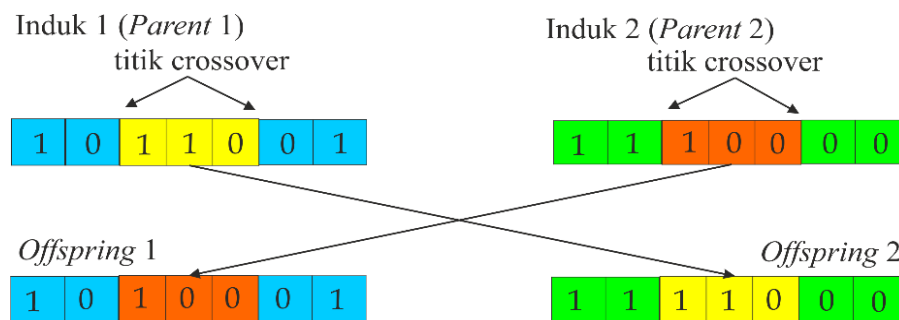 Induk 1 (Parent 1)
titik crossover
Induk 2 (Parent 2)
titik crossover
1 0 1 1 0 0 1
1 1 1 0 0 0 0
Offspring 1
Offspring 2
1 0 1 0 0 0 1
1 1 1 1 0 0 0